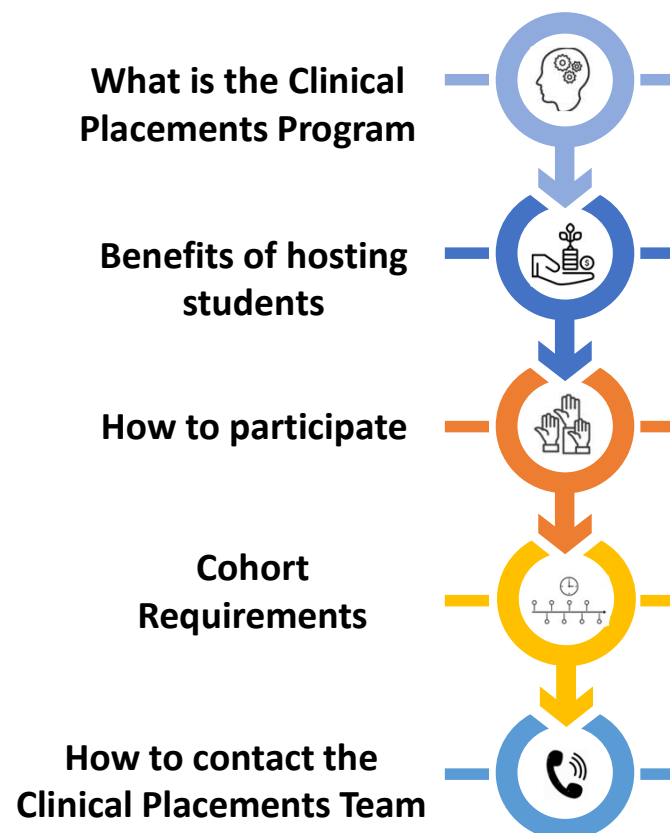 What is the Clinical
Placements Program
Benefits of hosting
students
How to participate
Cohort
Requirements
How to contact the
Clinical Placements Team